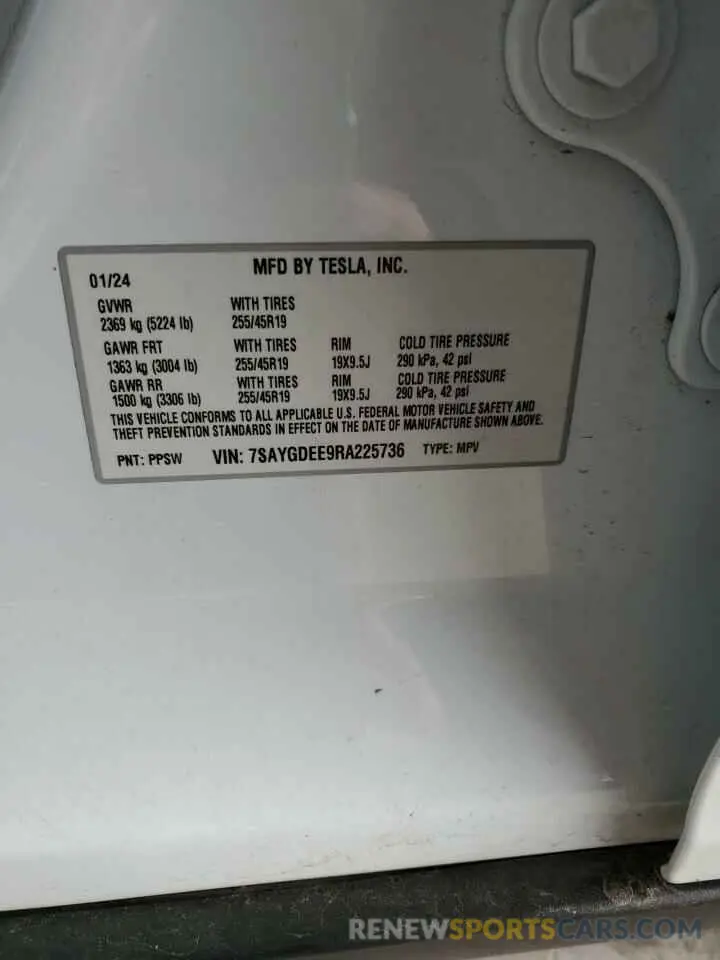 MFD BY TESLA, INC.
01/24
GVWR WITH TIRES
2369 kg (5224 lb) 255/45R19
GAWR FRT WITH TIRES RIM COLD TIRE PRESSURE
1363 kg (3004 lb) 255/45R19 19X9.5J 290 kPa, 42 psi
GAWR RR WITH TIRES RIM COLD TIRE PRESSURE
1500 kg (3306 lb) 255/45R19 19X9.5J 290 kPa, 42 psi
THIS VEHICLE CONFORMS TO ALL APPLICABLE U.S. FEDERAL MOTOR VEHICLE SAFETY AND
THEFT PREVENTION STANDARDS IN EFFECT ON THE DATE OF MANUFACTURE SHOWN ABOVE.
PNT: PPSW VIN: 7SAYGDEE9RA225736 TYPE: MPV
RENEWSPORTSCARS.COM